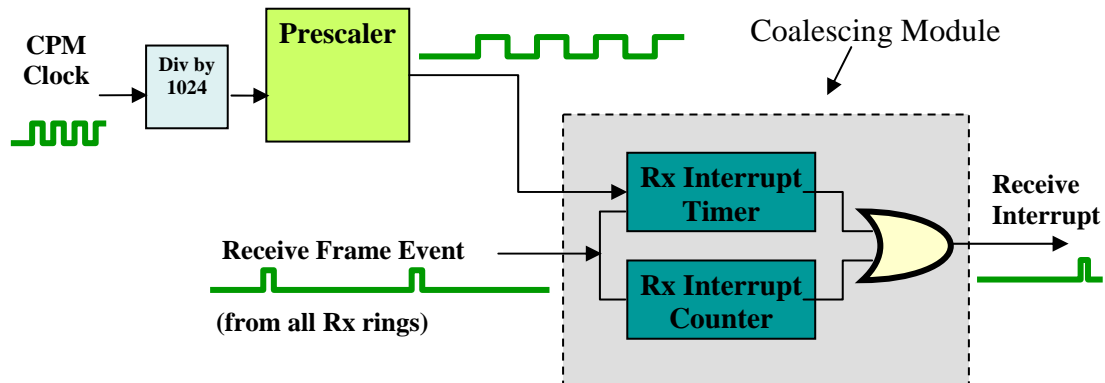 CPM
Clock
Div by
1024
Prescaler
Coalescing Module
Rx Interrupt
Timer
Receive
Interrupt
Receive Frame Event
(from all Rx rings)
Rx Interrupt
Counter